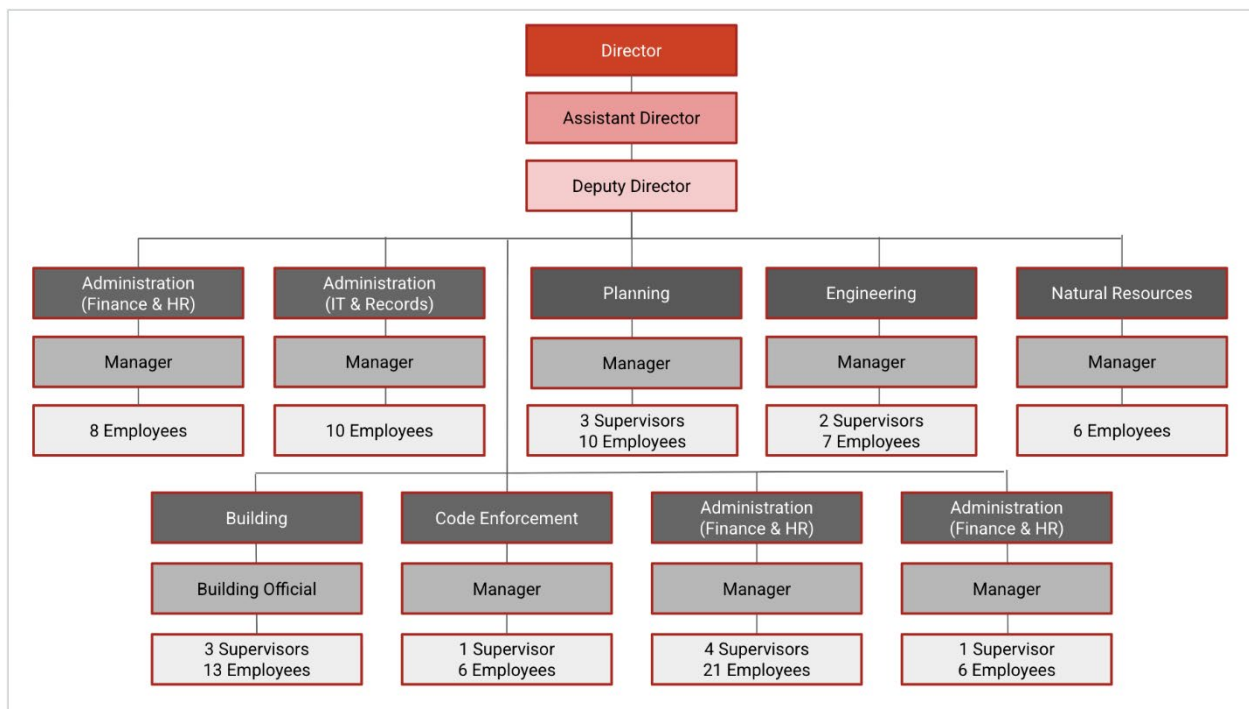 Director
Assistant Director
Deputy Director
Administration
(Finance & HR)
Manager
8 Employees
Administration
(IT & Records)
Manager
10 Employees
Planning
Manager
3 Supervisors
10 Employees
Engineering
Manager
2 Supervisors
7 Employees
Natural Resources
Manager
6 Employees
Building
Building Official
3 Supervisors
13 Employees
Code Enforcement
Manager
1 Supervisor
6 Employees
Administration
(Finance & HR)
Manager
4 Supervisors
21 Employees
Administration
(Finance & HR)
Manager
1 Supervisor
6 Employees